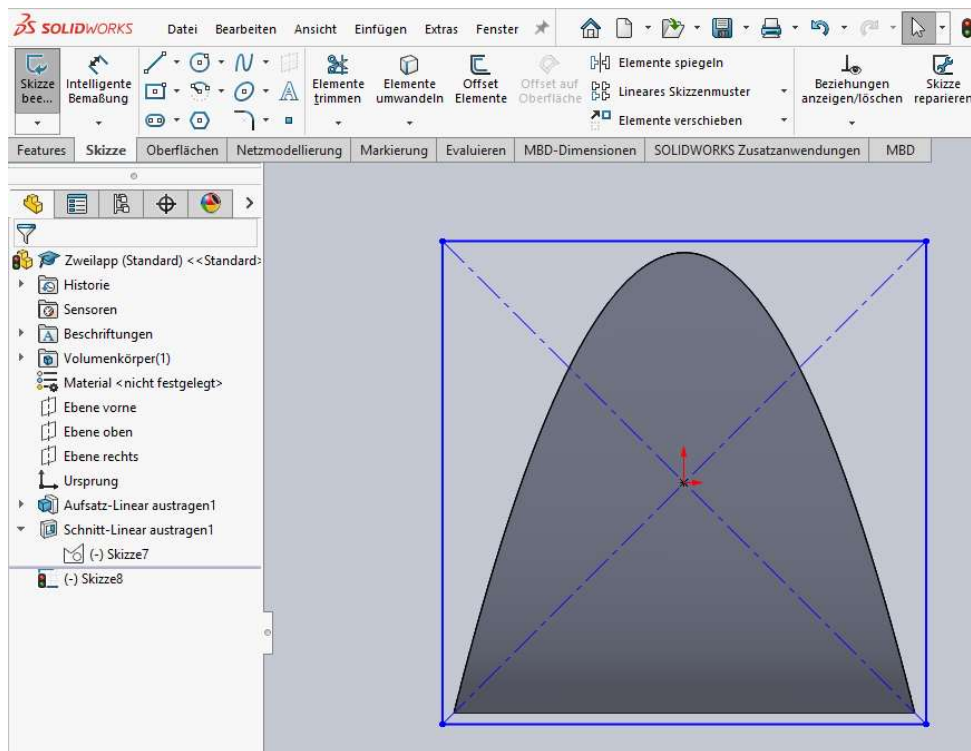 SOLIDWORKS Datei Bearbeiten Ansicht Einfügen Extras Fenster
Skizze bee...
Intelligente Bemaßung
Elemente trimmen
Elemente umwandeln
Offset Elemente
Offset auf Oberfläche
Elemente spiegeln
Lineares Skizzenmuster
Elemente verschieben
Beziehungen anzeigen/löschen
Skizze reparieren
Features Skizze Oberflächen Netzmodellierung Markierung Evaluieren MBD-Dimensionen SOLIDWORKS Zusatzanwendungen MBD
Zweilapp (Standard) <<Standard>
Historie
Sensoren
Beschriftungen
Volumenkörper(1)
Material <nicht festgelegt>
Ebene vorne
Ebene oben
Ebene rechts
Ursprung
Aufsatz-Linear austragen1
Schnitt-Linear austragen1
(-) Skizze7
(-) Skizze8